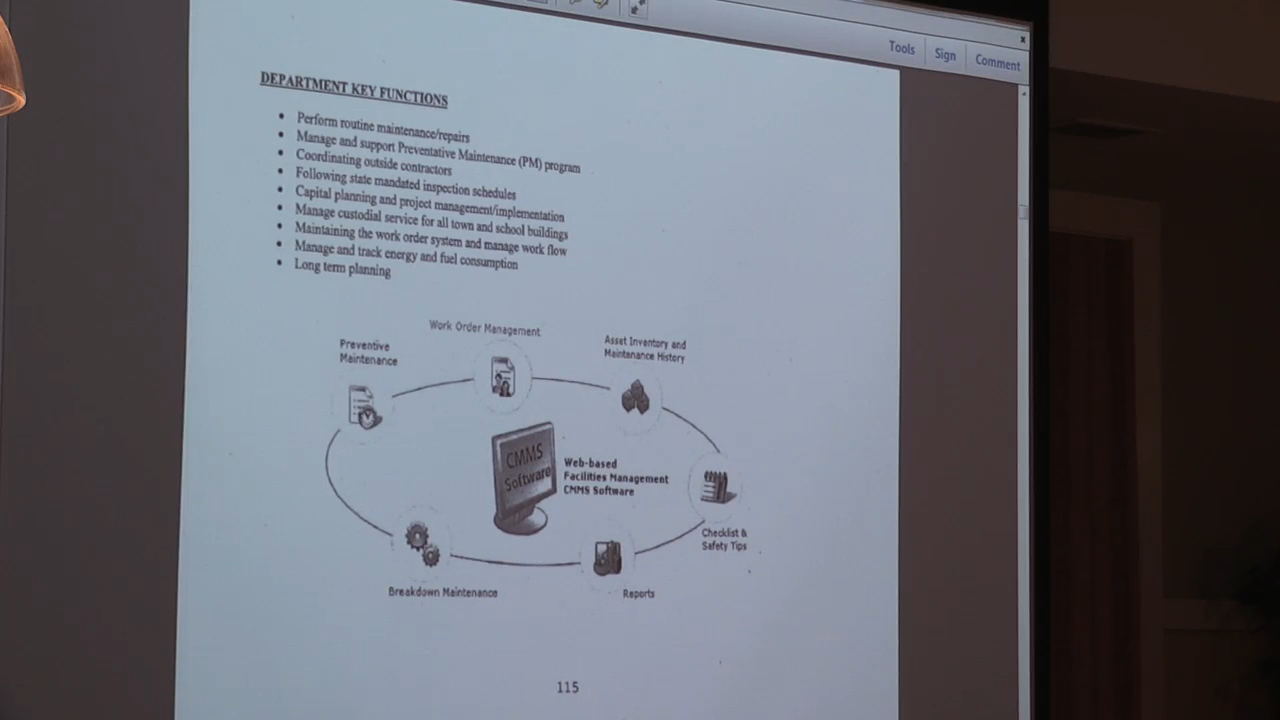 Tools Sign Comment
DEPARTMENT KEY FUNCTIONS
• Perform routine maintenance/repairs
• Manage and support Preventative Maintenance (PM) program
• Coordinating outside contractors
• Following state mandated inspection schedules
• Capital planning and project management/implementation
• Manage custodial service for all town and school buildings
• Maintaining the work order system and manage work flow
• Manage and track energy and fuel consumption
• Long term planning
Work Order Management
Preventive
Maintenance
Asset Inventory and
Maintenance History
CMMS
Software
Web-based
Facilities Management
CMMS Software
Checklist &
Safety Tips
Breakdown Maintenance
Reports
115